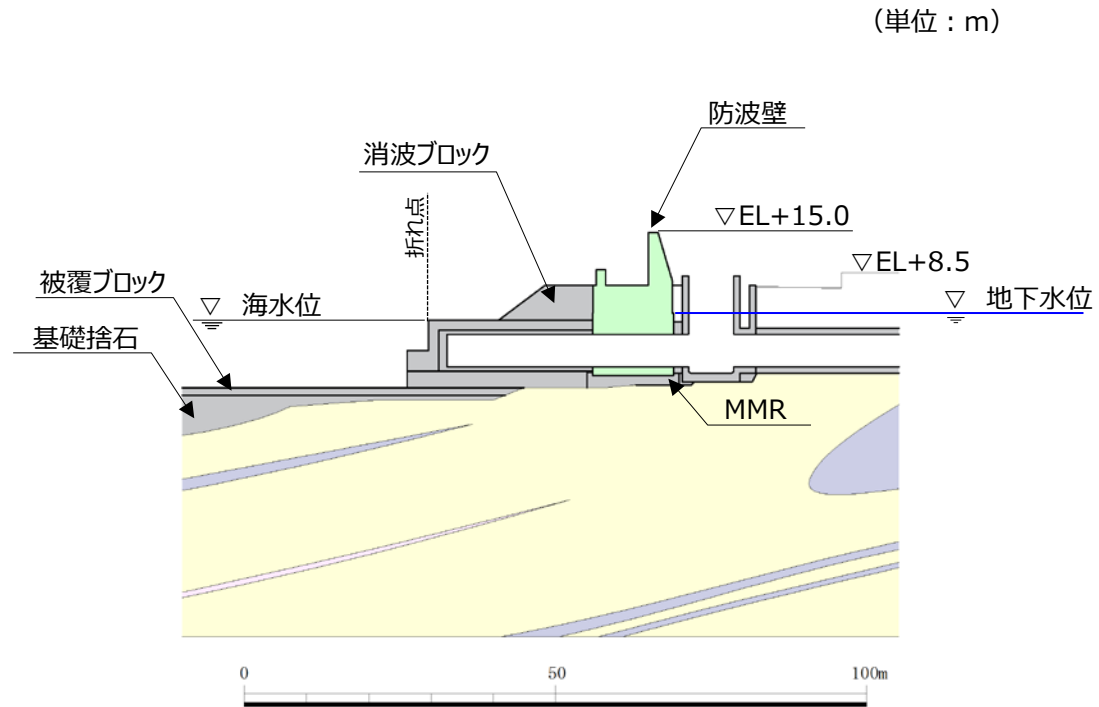 (単位:m)
防波壁
消波ブロック
折れ点
▽EL+15.0
▽EL+8.5
被覆ブロック
▽ 海水位
▽ 地下水位
基礎捨石
MMR
0 50 100m